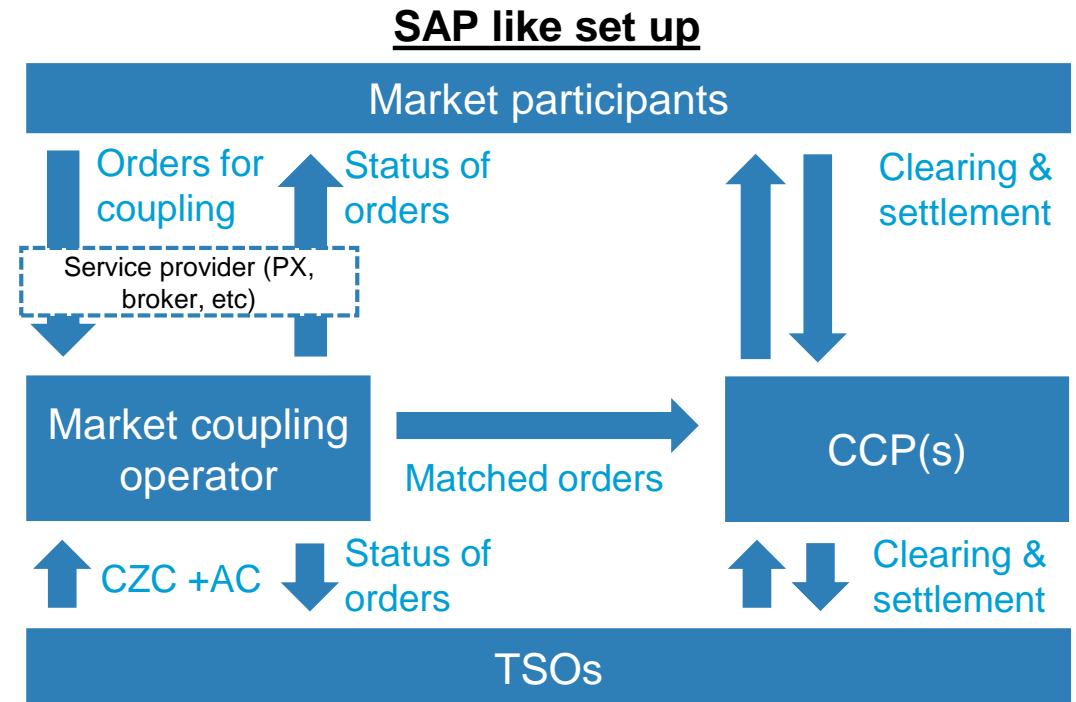 SAP like set up
Market participants
Orders for
coupling
Status of
orders
Clearing &
settlement
Service provider (PX,
broker, etc)
Market coupling
operator
Matched orders
CCP(s)
CZC +AC
Status of
orders
Clearing &
settlement
TSOs